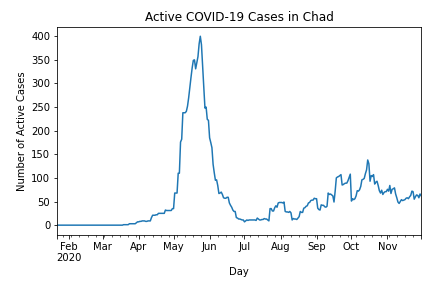 Active COVID-19 Cases in Chad
Number of Active Cases
400
350
300
250
200
150
100
50
0
Feb Mar Apr May Jun Jul Aug Sep Oct Nov
2020
Day